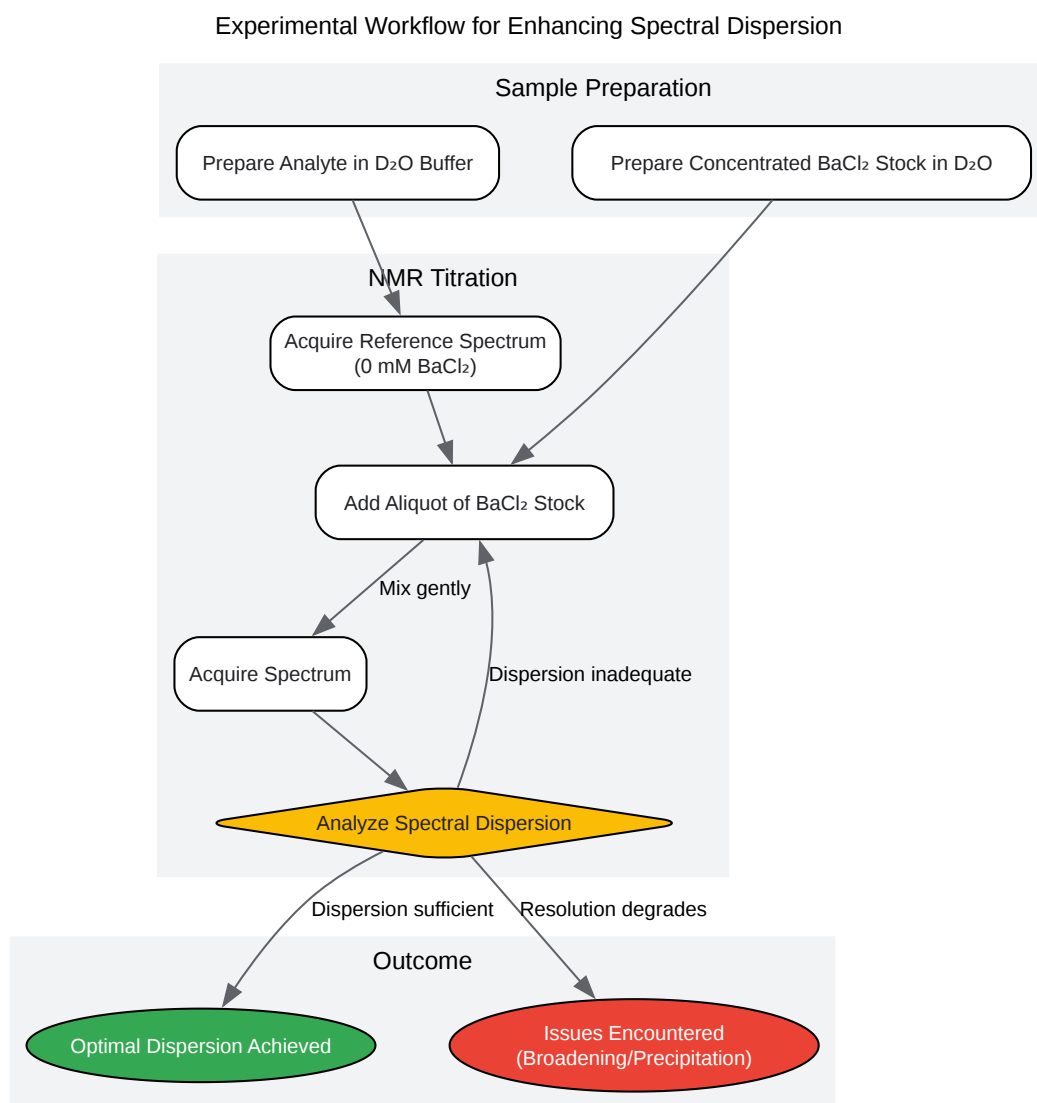 Experimental Workflow for Enhancing Spectral Dispersion
Sample Preparation
Prepare Analyte in D₂O Buffer
Prepare Concentrated BaCl₂ Stock in D₂O
NMR Titration
Acquire Reference Spectrum
(0 mM BaCl₂)
Add Aliquot of BaCl₂ Stock
Mix gently
Acquire Spectrum
Dispersion inadequate
Analyze Spectral Dispersion
Dispersion sufficient
Resolution degrades
Outcome
Optimal Dispersion Achieved
Issues Encountered
(Broadening/Precipitation)